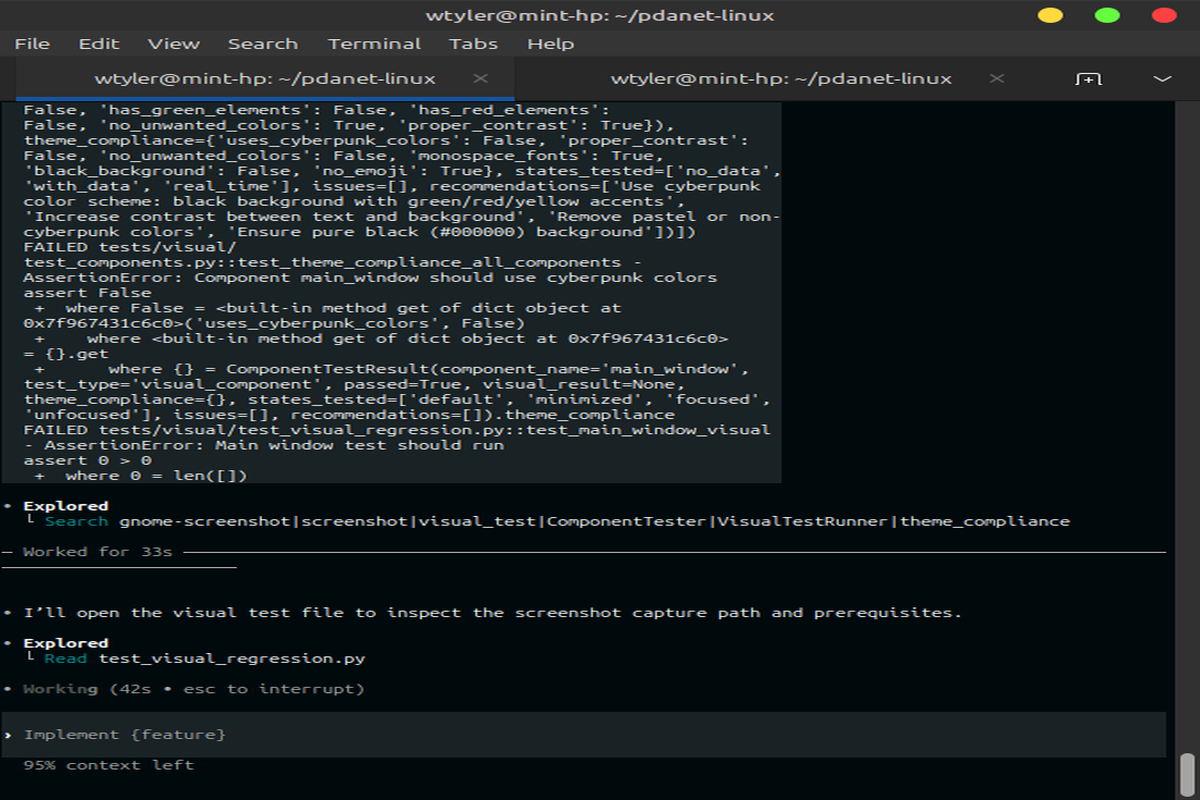 wtyler@mint-hp: ~/pdanet-linux
File Edit View Search Terminal Tabs Help
wtyler@mint-hp: ~/pdanet-linux × wtyler@mint-hp: ~/pdanet-linux ×
False, 'has_green_elements': False, 'has_red_elements':
False, 'no_unwanted_colors': True, 'proper_contrast': True}),
theme_compliance={'uses_cyberpunk_colors': False, 'proper_contrast':
False, 'no_unwanted_colors': False, 'monospace_fonts': True,
'black_background': False, 'no_emoji': True}, states_tested=['no_data',
'with_data', 'real_time'], issues=[], recommendations=['Use cyberpunk
color scheme: black background with green/red/yellow accents',
'Increase contrast between text and background', 'Remove pastel or non-
cyberpunk colors', 'Ensure pure black (#000000) background'])])
FAILED tests/visual/
test_components.py::test_theme_compliance_all_components -
AssertionError: Component main_window should use cyberpunk colors
assert False
+ where False = <built-in method get of dict object at
0x7f967431c6c0>('uses_cyberpunk_colors', False)
+ where <built-in method get of dict object at 0x7f967431c6c0>
= {}.get
+ where {} = ComponentTestResult(component_name='main_window',
test_type='visual_component', passed=True, visual_result=None,
theme_compliance={}, states_tested=['default', 'minimized', 'focused',
'unfocused'], issues=[], recommendations=[]).theme_compliance
FAILED tests/visual/test_visual_regression.py::test_main_window_visual
- AssertionError: Main window test should run
assert 0 > 0
+ where 0 = len([])
• Explored
└ Search gnome-screenshot|screenshot|visual_test|ComponentTester|VisualTestRunner|theme_compliance
─ Worked for 33s ─
• I’ll open the visual test file to inspect the screenshot capture path and prerequisites.
• Explored
└ Read test_visual_regression.py
• Working (42s • esc to interrupt)
› Implement {feature}
95% context left